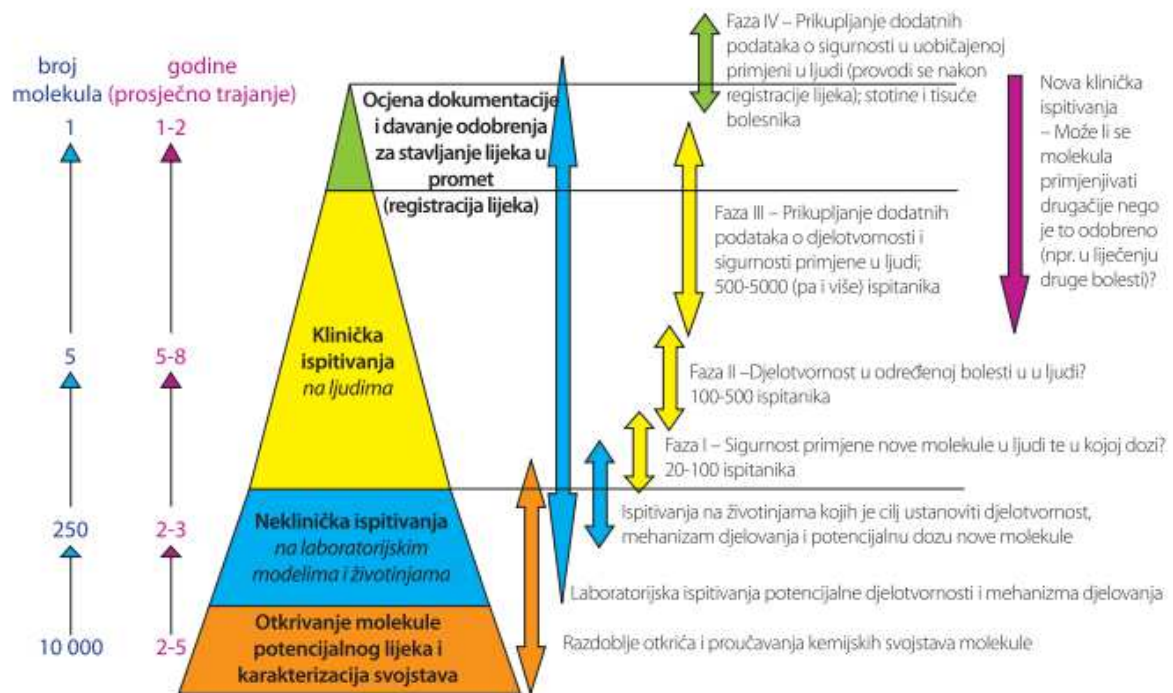 broj
molekula
godine
(prosječno trajanje)
1
1-2
5
5-8
250
2-3
10 000
2-5
Ocjena dokumentacije
i davanje odobrenja
za stavljanje lijeka u
promet
(registracija lijeka)
Klinička
ispitivanja
na ljudima
Neklinička ispitivanja
na laboratorijskim
modelima i životinjama
Otkrivanje molekule
potencijalnog lijeka i
karakterizacija svojstava
Faza IV – Prikupljanje dodatnih
podataka o sigurnosti u uobičajenoj
primjeni u ljudi (provodi se nakon
registracije lijeka); stotine i tisuće
bolesnika
Faza III – Prikupljanje dodatnih
podataka o djelotvornosti i
sigurnosti primjene u ljudi;
500-5000 (pa i više) ispitanika
Faza II –Djelotvornost u određenoj bolesti u u ljudi?
100-500 ispitanika
Faza I – Sigurnost primjene nove molekule u ljudi te u kojoj dozi?
20-100 ispitanika
Ispitivanja na životinjama kojih je cilj ustanoviti djelotvornost,
mehanizam djelovanja i potencijalnu dozu nove molekule
Laboratorijska ispitivanja potencijalne djelotvornosti i mehanizma djelovanja
Razdoblje otkrića i proučavanja kemijskih svojstava molekule
Nova klinička
ispitivanja
– Može li se
molekula
primjenjivati
drugačije nego
je to odobreno
(npr. u liječenju
druge bolesti)?